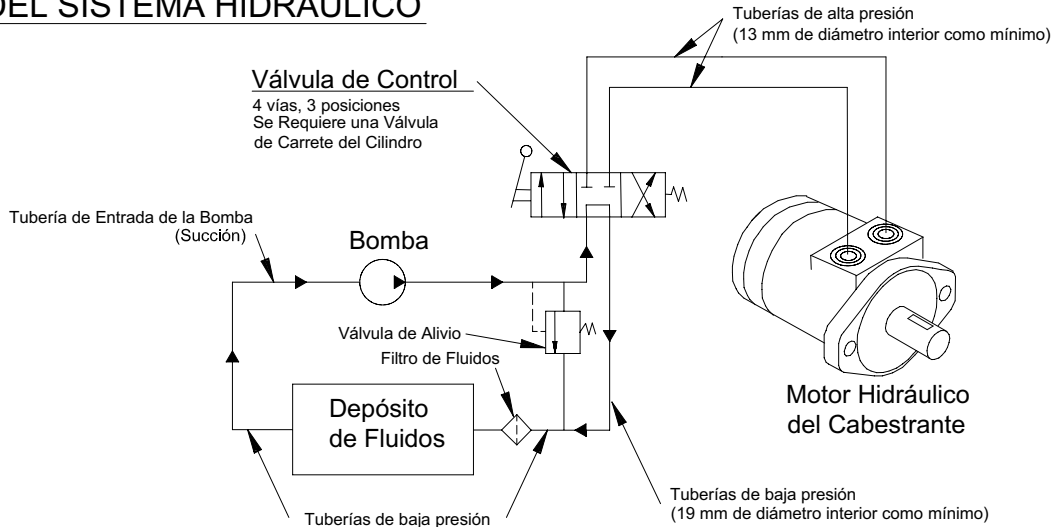 DEL SISTEMA HIDRÁULICO
Tuberías de alta presión
(13 mm de diámetro interior como mínimo)
Válvula de Control
4 vías, 3 posiciones
Se Requiere una Válvula
de Carrete del Cilindro
Tubería de Entrada de la Bomba
(Succión)
Bomba
Válvula de Alivio
Filtro de Fluidos
Depósito
de Fluidos
Motor Hidráulico
del Cabestrante
Tuberías de baja presión
Tuberías de baja presión
(19 mm de diámetro interior como mínimo)